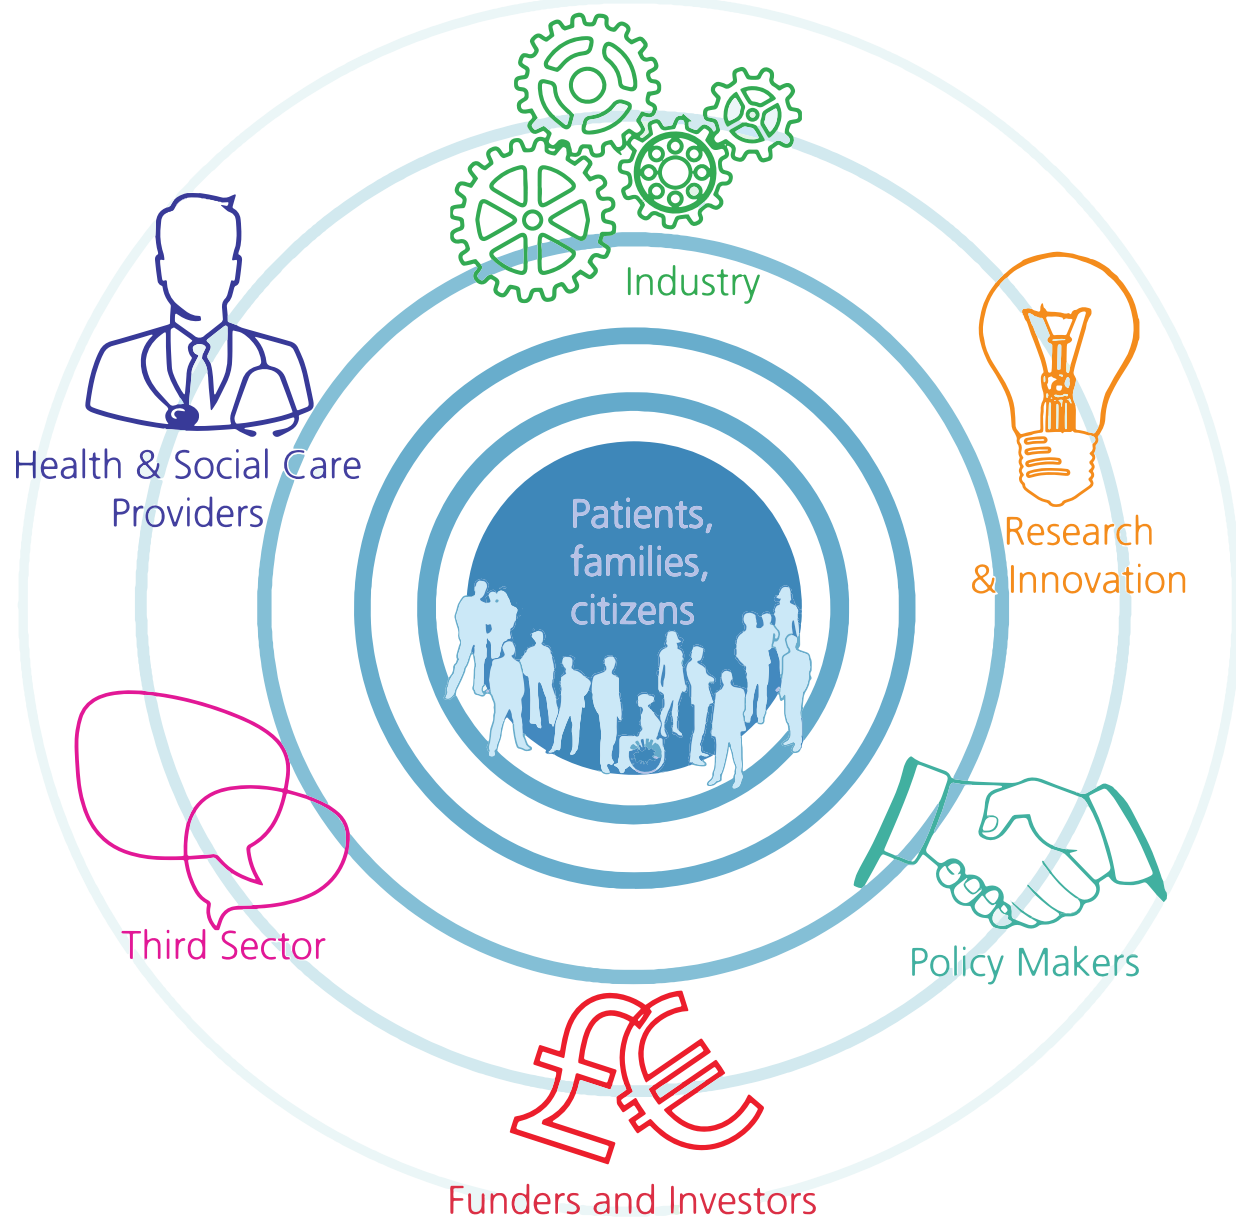 Industry
Health & Social Care
Providers
Patients,
families,
citizens
Research
& Innovation
Third Sector
Policy Makers
Funders and Investors